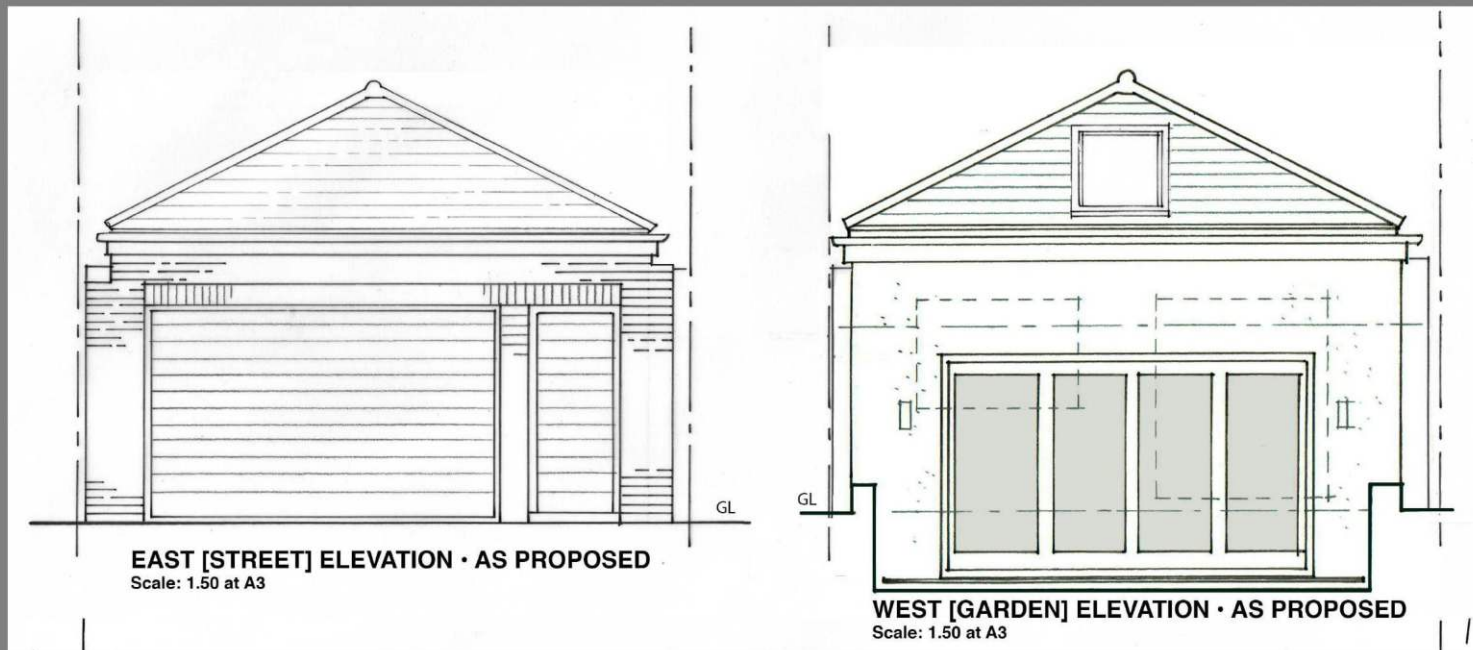 GL
EAST [STREET] ELEVATION • AS PROPOSED
Scale: 1.50 at A3
GL
WEST [GARDEN] ELEVATION • AS PROPOSED
Scale: 1.50 at A3